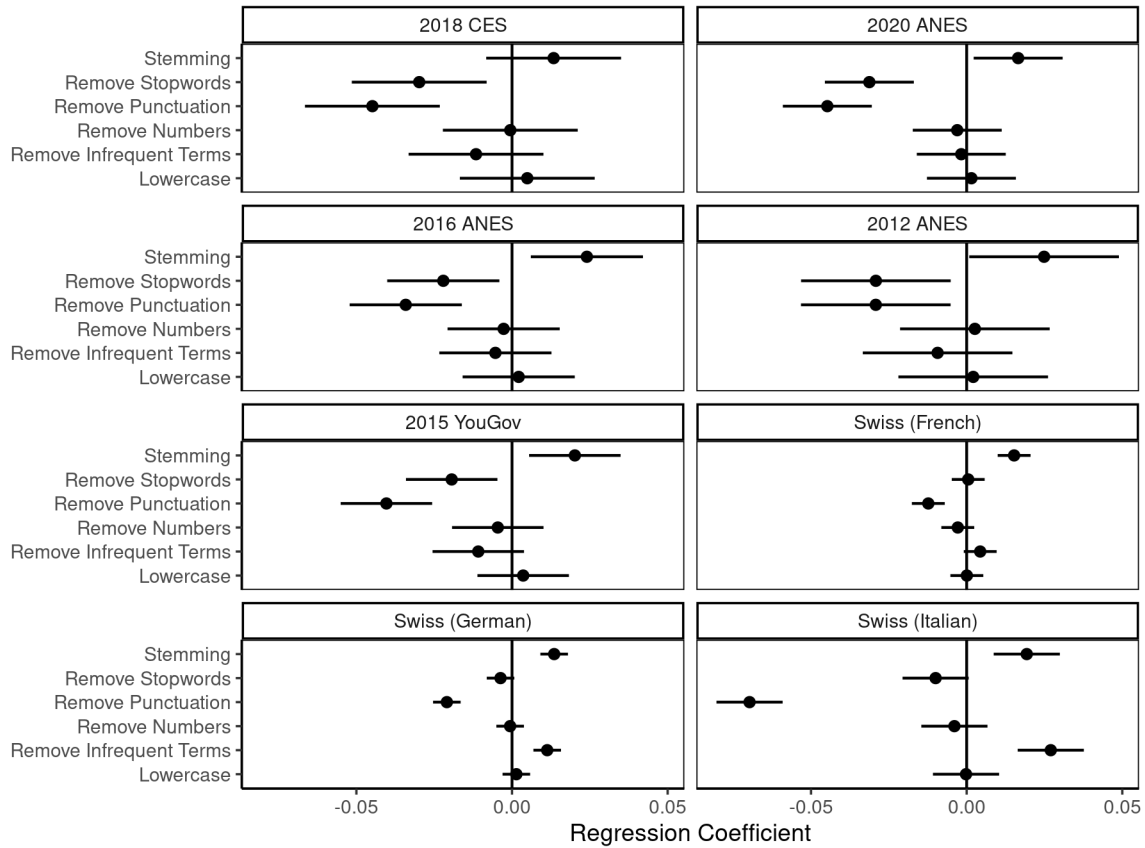 2018 CES
2020 ANES
Stemming
Remove Stopwords
Remove Punctuation
Remove Numbers
Remove Infrequent Terms
Lowercase
2016 ANES
2012 ANES
Stemming
Remove Stopwords
Remove Punctuation
Remove Numbers
Remove Infrequent Terms
Lowercase
2015 YouGov
Swiss (French)
Stemming
Remove Stopwords
Remove Punctuation
Remove Numbers
Remove Infrequent Terms
Lowercase
Swiss (German)
Swiss (Italian)
Stemming
Remove Stopwords
Remove Punctuation
Remove Numbers
Remove Infrequent Terms
Lowercase
-0.05 0.00 0.05 -0.05 0.00 0.05
Regression Coefficient